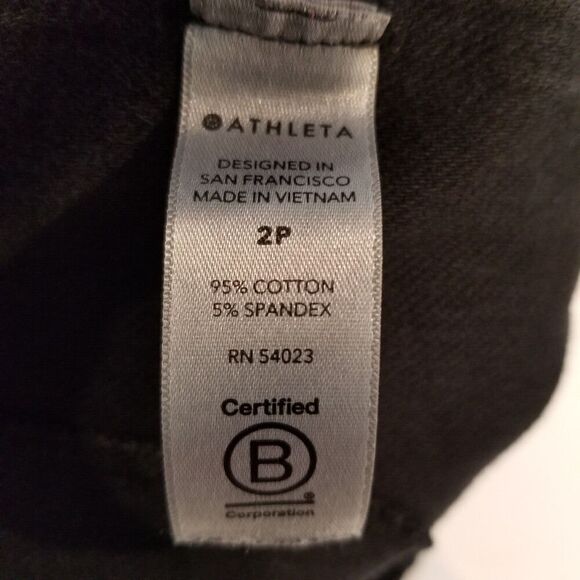 ATHLETA
DESIGNED IN
SAN FRANCISCO
MADE IN VIETNAM
2P
95% COTTON
5% SPANDEX
RN 54023
Certified
B
®
Corporation